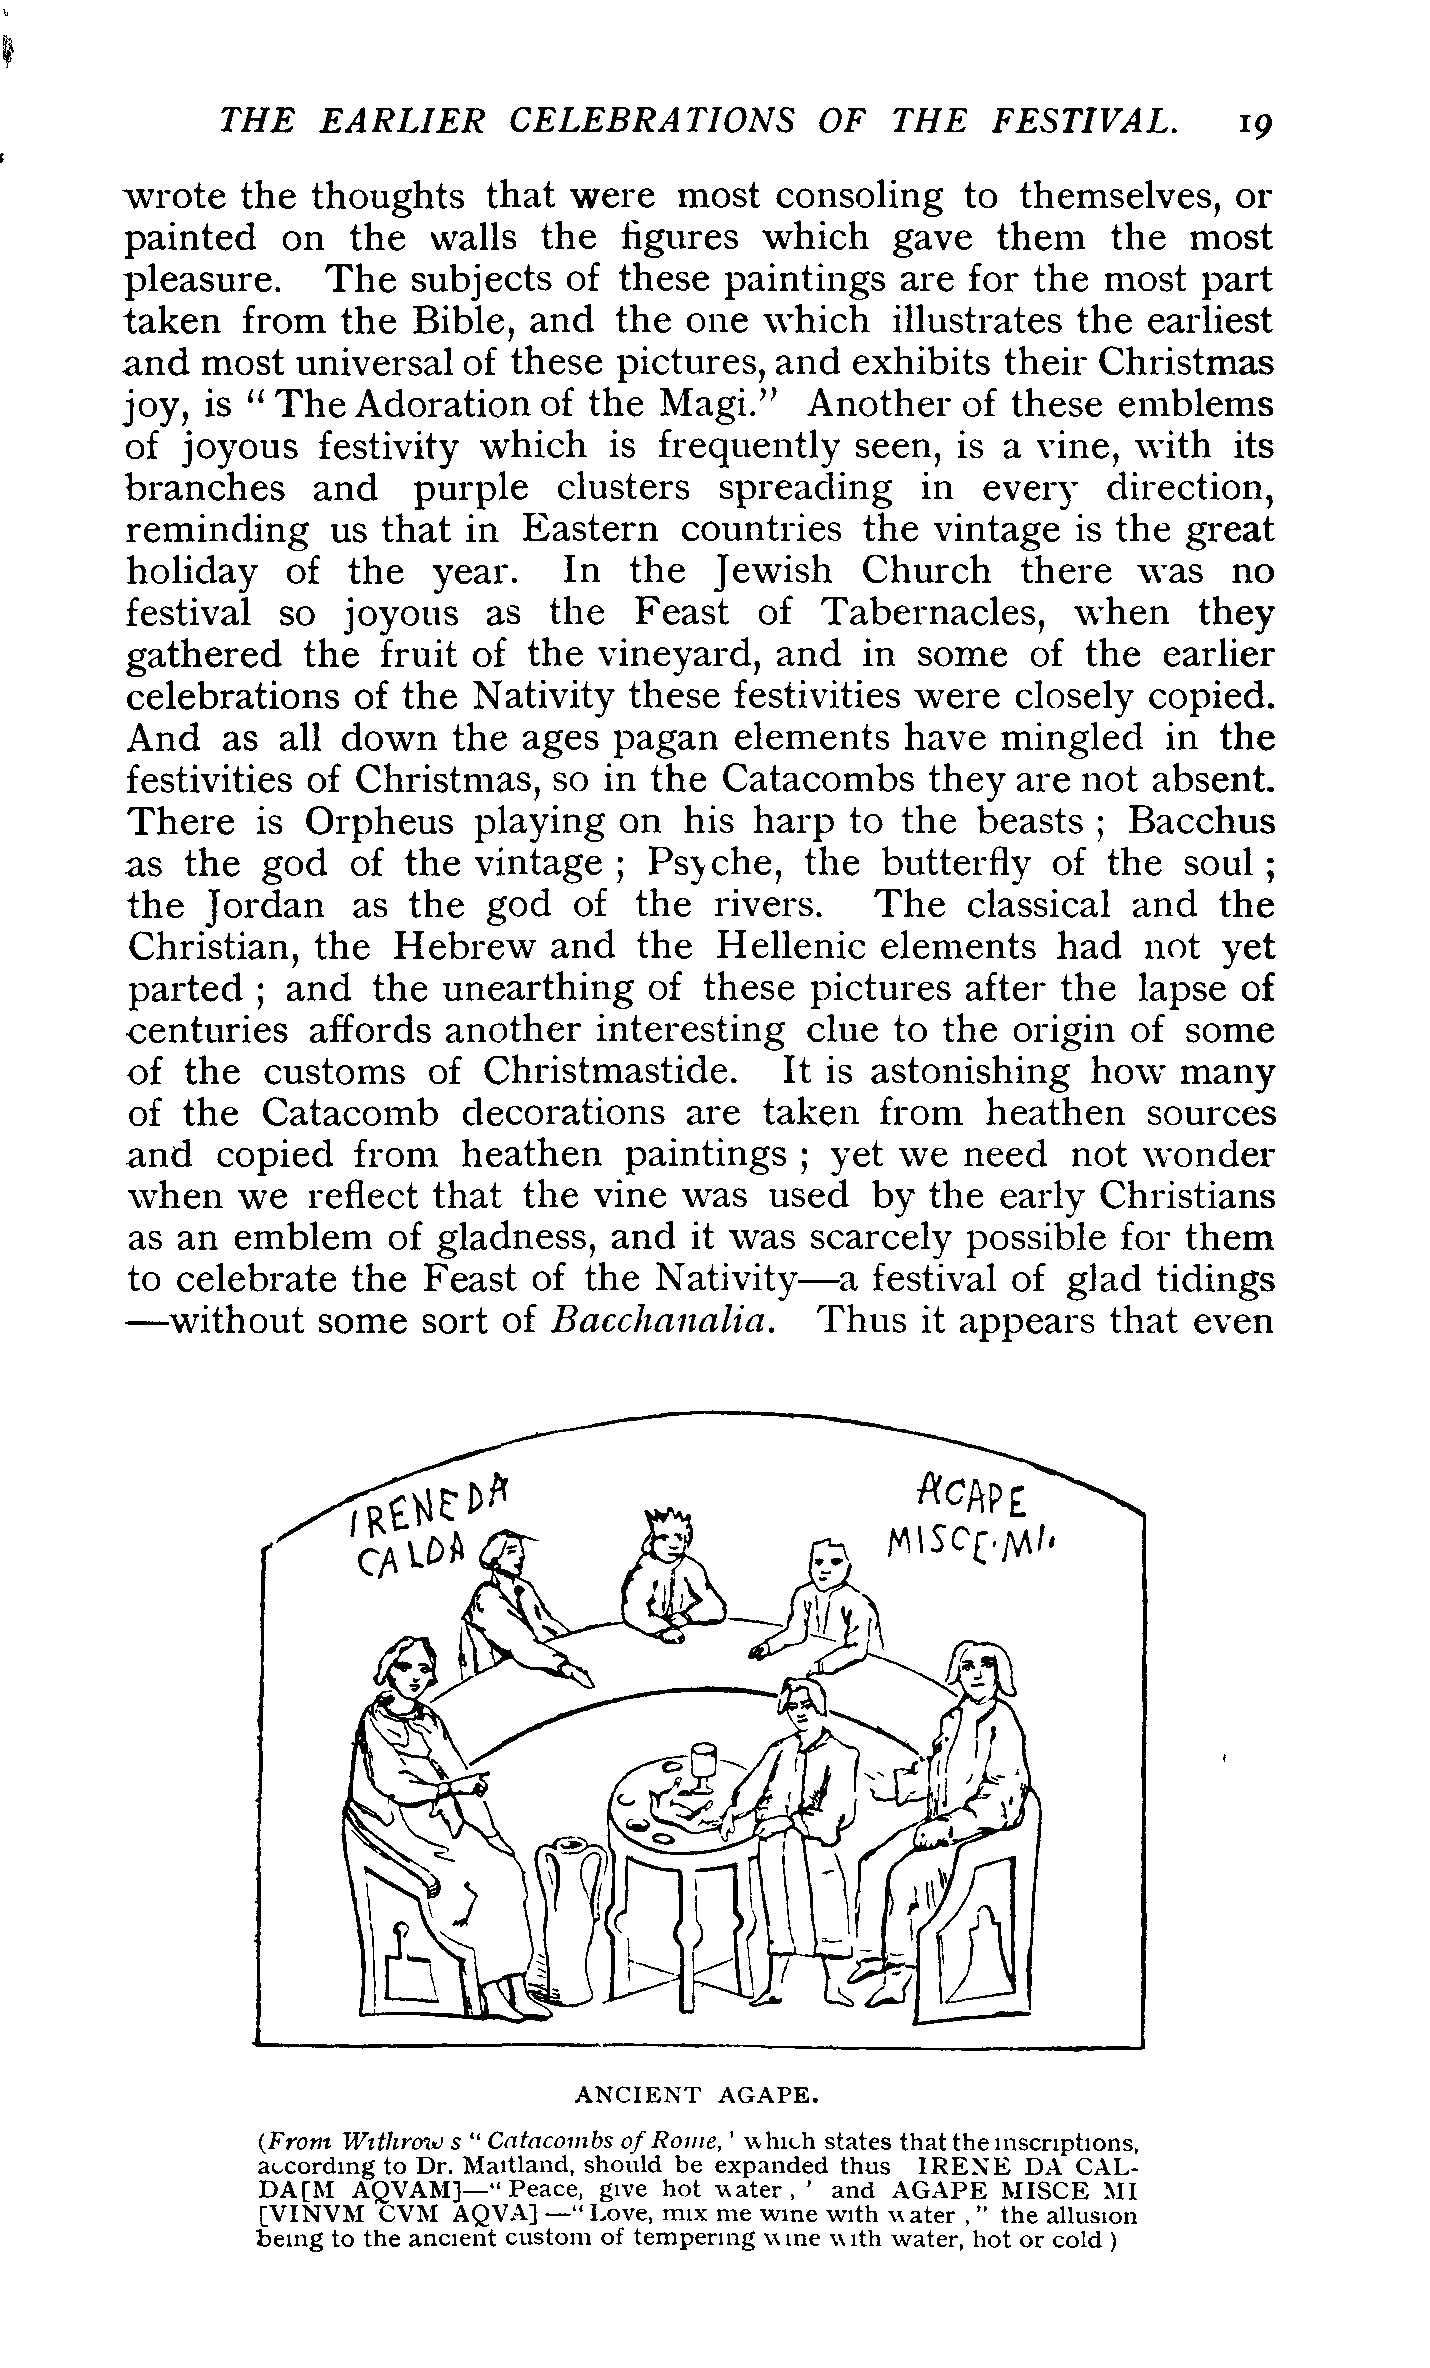 THE EARLIER CELEBRATIONS OF THE FESTIVAL. 19
wrote the thoughts that were most consoling to themselves, or
painted on the walls the figures which gave them the most
pleasure. The subjects of these paintings are for the most part
taken from the Bible, and the one which illustrates the earliest
and most universal of these pictures, and exhibits their Christmas
joy, is “The Adoration of the Magi.” Another of these emblems
of joyous festivity which is frequently seen, is a vine, with its
branches and purple clusters spreading in every direction,
reminding us that in Eastern countries the vintage is the great
holiday of the year. In the Jewish Church there was no
festival so joyous as the Feast of Tabernacles, when they
gathered the fruit of the vineyard, and in some of the earlier
celebrations of the Nativity these festivities were closely copied.
And as all down the ages pagan elements have mingled in the
festivities of Christmas, so in the Catacombs they are not absent.
There is Orpheus playing on his harp to the beasts ; Bacchus
as the god of the vintage ; Psyche, the butterfly of the soul ;
the Jordan as the god of the rivers. The classical and the
Christian, the Hebrew and the Hellenic elements had not yet
parted ; and the unearthing of these pictures after the lapse of
centuries affords another interesting clue to the origin of some
of the customs of Christmastide. It is astonishing how many
of the Catacomb decorations are taken from heathen sources
and copied from heathen paintings ; yet we need not wonder
when we reflect that the vine was used by the early Christians
as an emblem of gladness, and it was scarcely possible for them
to celebrate the Feast of the Nativity—a festival of glad tidings
—without some sort of Bacchanalia. Thus it appears that even
IRENEDA
CALDA
AGAPE
MISCE·MI
ANCIENT AGAPE.
(From Withrow s “Catacombs of Rome,’ which states that the inscriptions,
according to Dr. Maitland, should be expanded thus IRENE DA CAL-
DA[M AQVAM]—“Peace, give hot water,’ and AGAPE MISCE MI
[VINVM CVM AQVA]—“Love, mix me wine with water,” the allusion
being to the ancient custom of tempering wine with water, hot or cold )